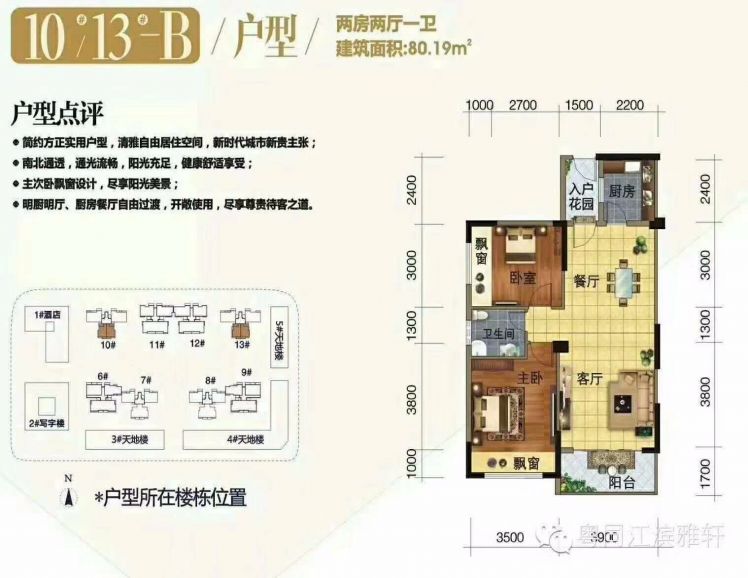 10#/13#-B/户型/
两房两厅一卫
建筑面积:80.19m²
户型点评
● 简约方正实用户型，清雅自由居住空间，新时代城市新贵主张；
● 南北通透，通光流畅，阳光充足，健康舒适享受；
● 主次卧飘窗设计，尽享阳光美景；
● 明厨明厅、厨房餐厅自由过渡，开敞使用，尽享尊贵待客之道。
1#酒店
10#
11#
12#
13#
5#天地楼
6#
7#
8#
9#
2#写字楼
3#天地楼
4#天地楼
N
*户型所在楼栋位置
1000 2700 1500 2200
2400
3000
1300
3800
1000
2400
3000
1300
3800
1700
入户花园
厨房
飘窗
卧室
餐厅
卫生间
主卧
客厅
飘窗
阳台
3500 3900
粤园江滨雅轩